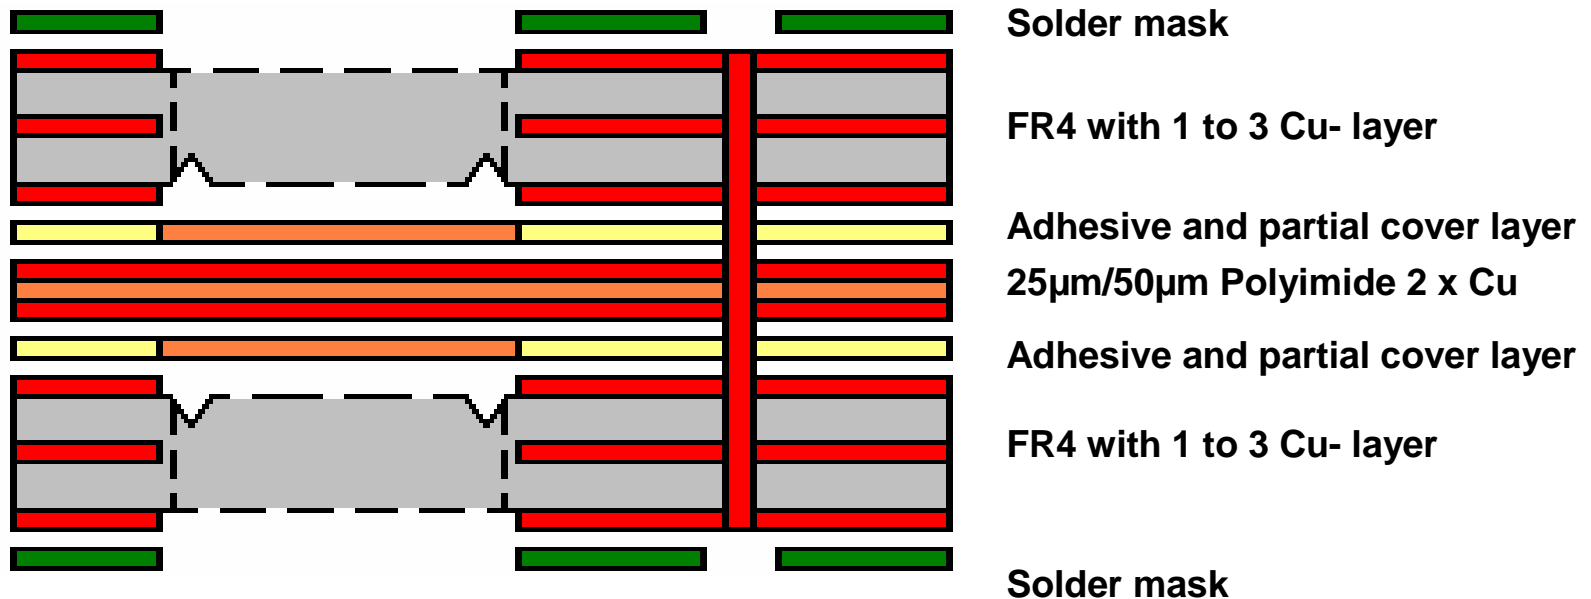 Solder mask
FR4 with 1 to 3 Cu- layer
Adhesive and partial cover layer
25µm/50µm Polyimide 2 x Cu
Adhesive and partial cover layer
FR4 with 1 to 3 Cu- layer
Solder mask